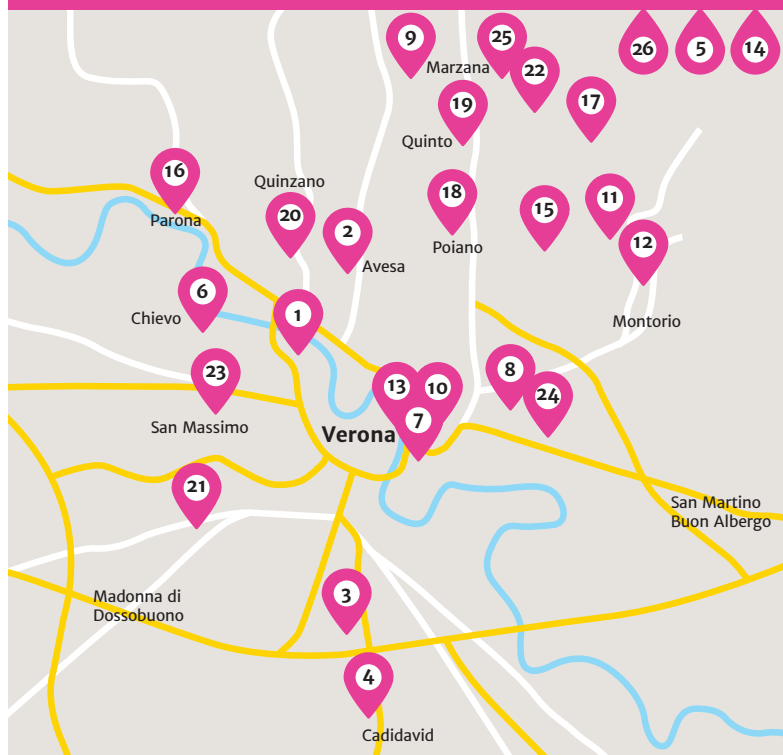 9
25
26
5
14
Marzana
22
19
17
Quinto
16
Quinzano
18
11
Parona
20
2
15
Poiano
12
Avesa
6
Chievo
1
Montorio
23
13
10
8
24
San Massimo
7
Verona
21
San Martino
Buon Albergo
Madonna di
Dossobuono
3
4
Cadidavid